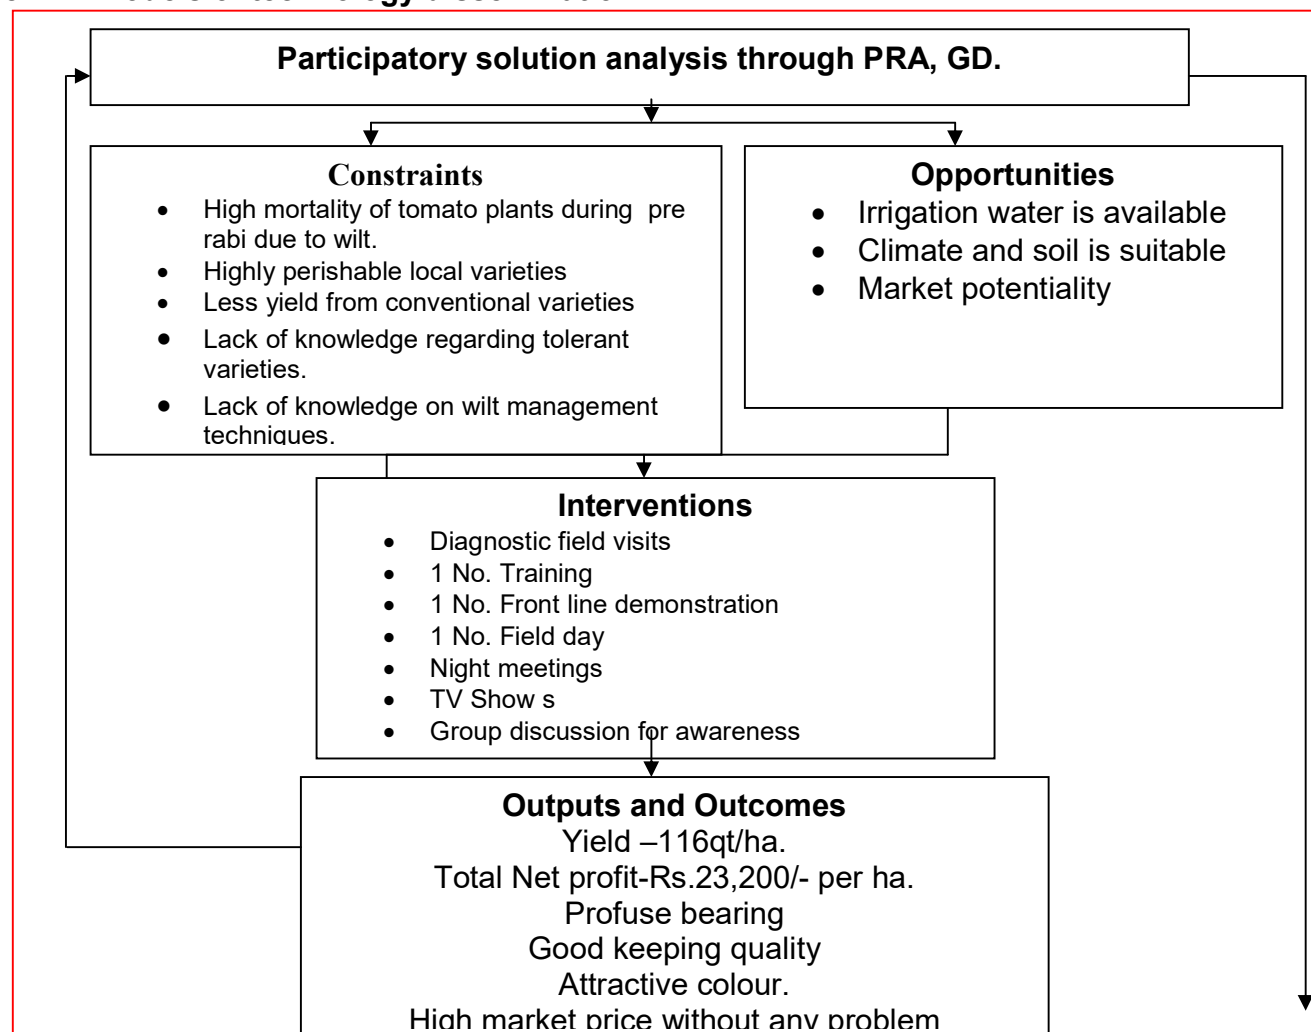 Participatory solution analysis through PRA, GD.
Constraints
• High mortality of tomato plants during pre
rabi due to wilt.
• Highly perishable local varieties
• Less yield from conventional varieties
• Lack of knowledge regarding tolerant
varieties.
• Lack of knowledge on wilt management
techniques.
Opportunities
• Irrigation water is available
• Climate and soil is suitable
• Market potentiality
Interventions
• Diagnostic field visits
• 1 No. Training
• 1 No. Front line demonstration
• 1 No. Field day
• Night meetings
• TV Show s
• Group discussion for awareness
Outputs and Outcomes
Yield –116qt/ha.
Total Net profit-Rs.23,200/- per ha.
Profuse bearing
Good keeping quality
Attractive colour.
High market price without any problem